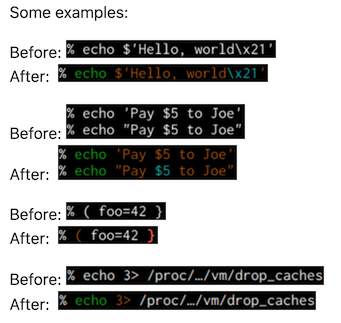 Some examples:
Before: % echo $'Hello, world\x21'
After: % echo $'Hello, world\x21'
% echo 'Pay $5 to Joe'
Before: % echo "Pay $5 to Joe"
% echo 'Pay $5 to Joe'
After: % echo "Pay $5 to Joe"
Before: % ( foo=42 }
After: % ( foo=42 }
Before: % echo 3> /proc/…/vm/drop_caches
After: % echo 3> /proc/…/vm/drop_caches